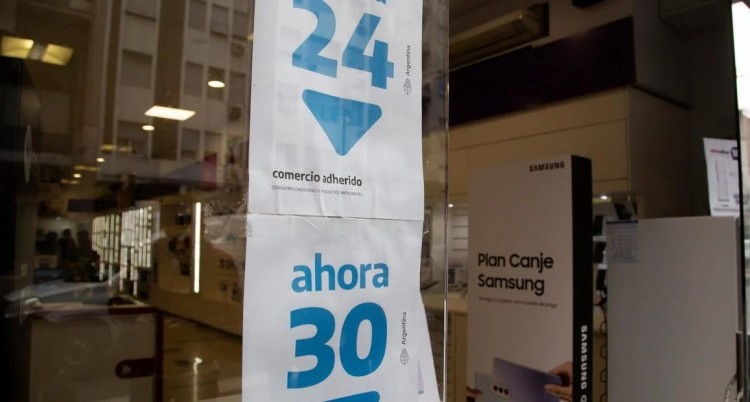 24
Argentina
comercio adherido
ahora
30
Argentina
SAMSUNG
Plan Canje
Samsung
SAMSUNG